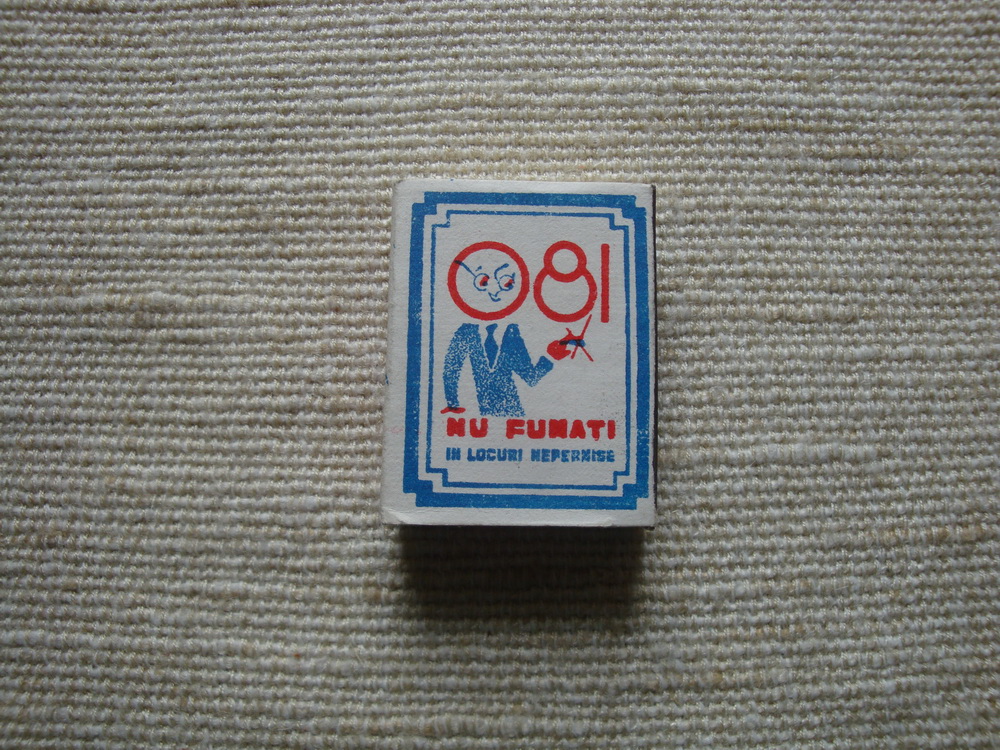 081
NU FUMAȚI
IN LOCURI NEPERMISE